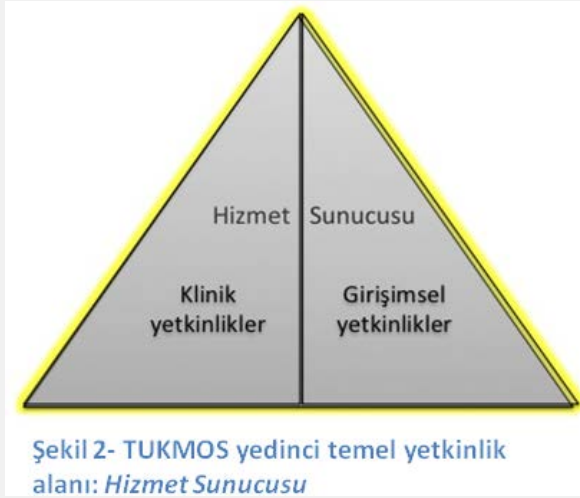 Hizmet Sunucusu
Klinik yetkinlikler
Girişimsel yetkinlikler
Şekil 2- TUKMOS yedinci temel yetkinlik
alanı: Hizmet Sunucusu